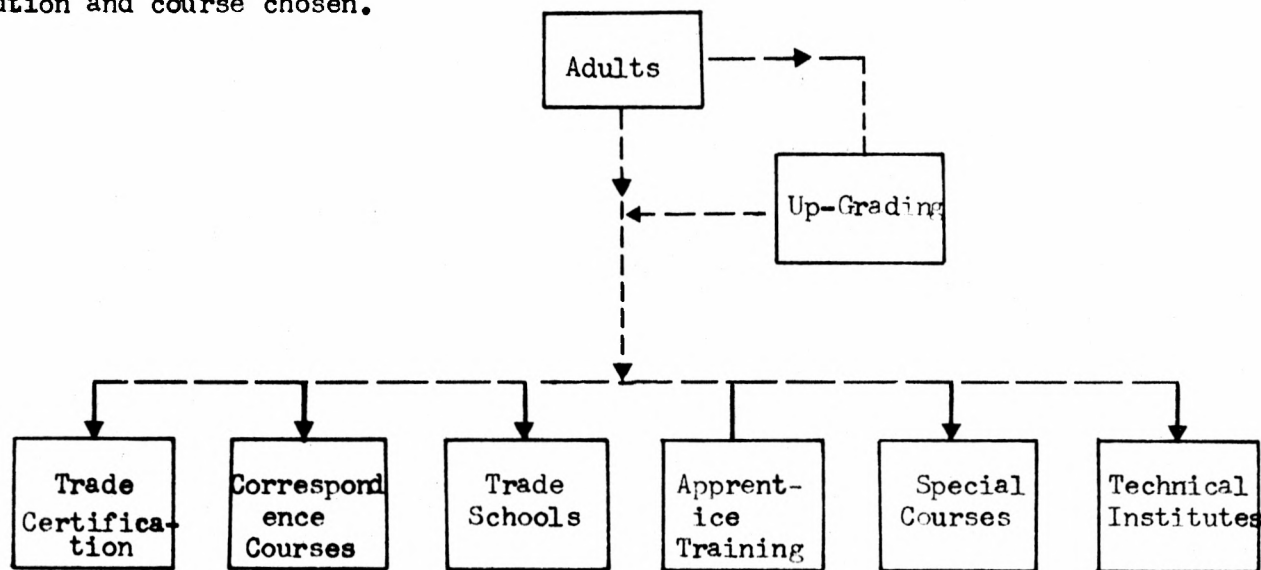 ution and course chosen.
Adults
Up-Grading
Trade
Certifica-
tion
Correspond
ence
Courses
Trade
Schools
Apprent-
ice
Training
Special
Courses
Technical
Institutes